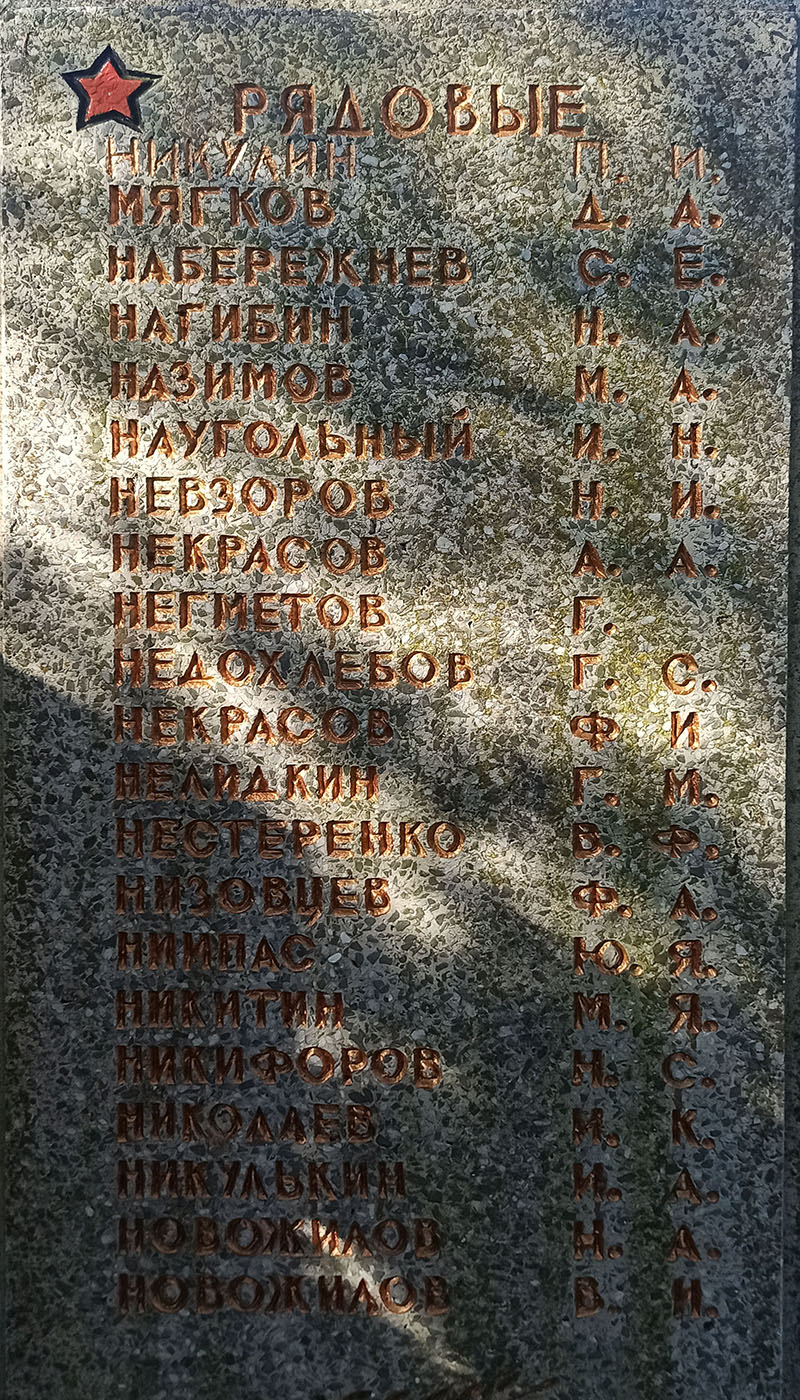 РЯДОВЫЕ
НИКУЛИН П. И.
МЯГКОВ Д. А.
НАБЕРЕЖНЕВ С. Е.
НАГИБИН Н. А.
НАЗИМОВ М. А.
НАУГОЛЬНЫЙ И. Н.
НЕВЗОРОВ Н. И.
НЕКРАСОВ А. А.
НЕГМЕТОВ Г.
НЕДОХЛЕБОВ Г. С.
НЕКРАСОВ Ф И
НЕЛИДКИН Г. М.
НЕСТЕРЕНКО В. Ф.
НИЗОВЦЕВ Ф. А.
НИИПАС Ю. Я.
НИКИТИН М. Я.
НИКИФОРОВ Н. С.
НИКОЛАЕВ К.
НИКУЛЬКИН И.
НОВОЖИЛОВ Н. А.
НОВОЖИЛОВ В